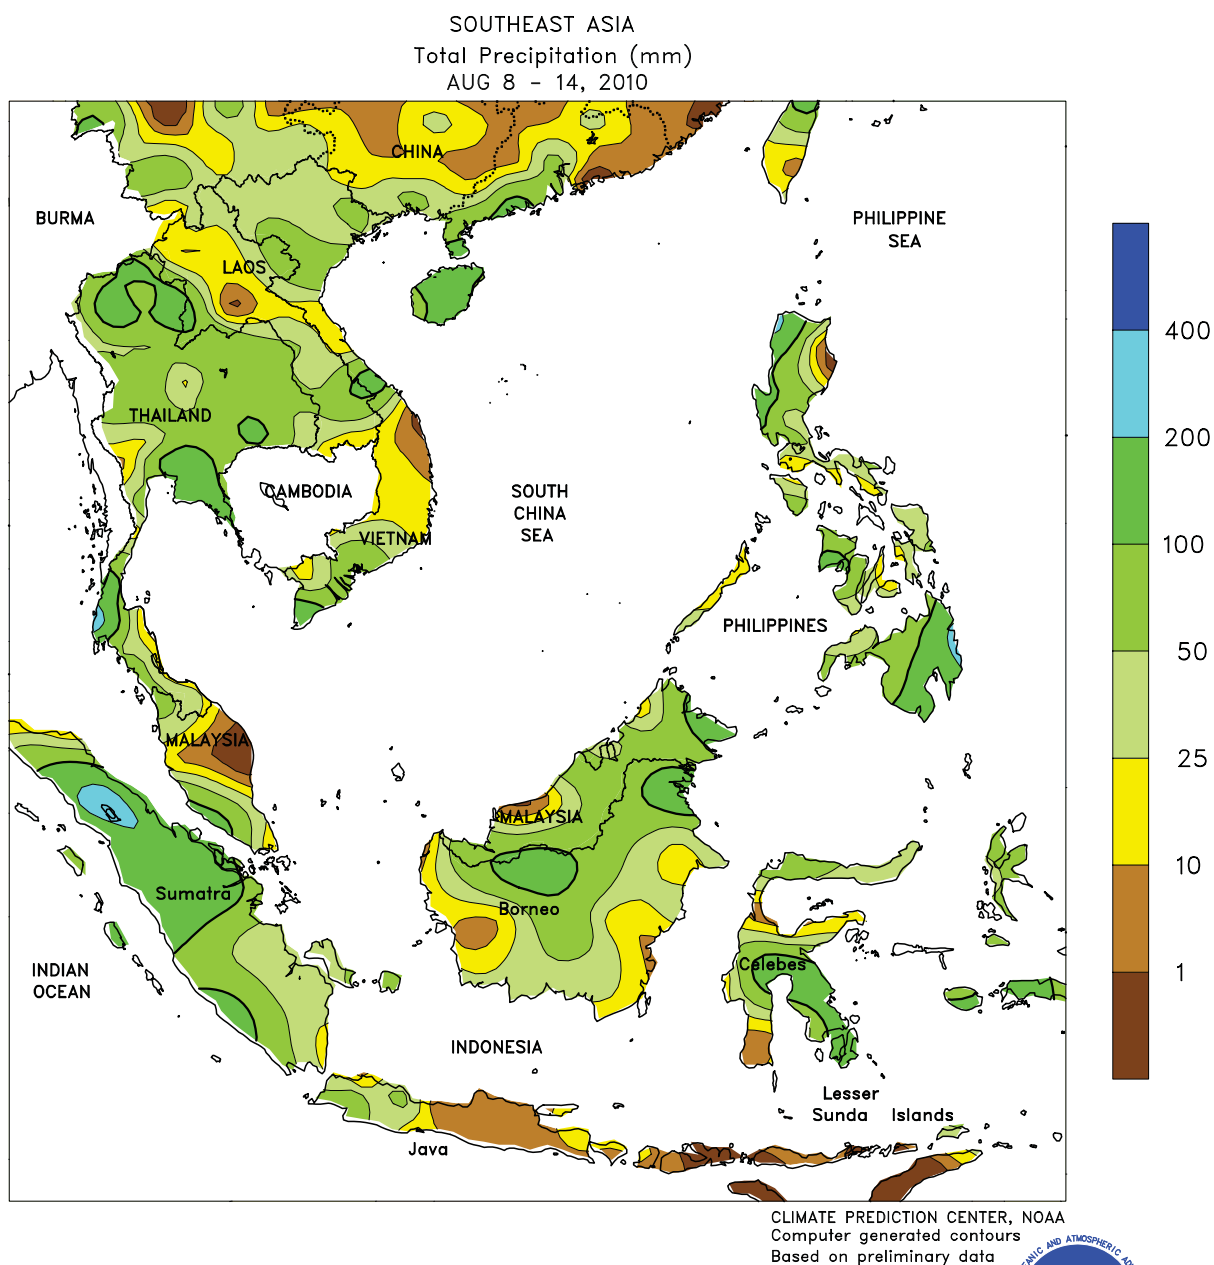 SOUTHEAST ASIA
Total Precipitation (mm)
AUG 8 - 14, 2010
CHINA
BURMA
PHILIPPINE
SEA
LAOS
400
THAILAND
200
CAMBODIA
SOUTH
CHINA
SEA
VIETNAM
100
PHILIPPINES
50
MALAYSIA
25
MALAYSIA
10
Sumatra
Borneo
INDIAN
OCEAN
Celebes
1
INDONESIA
Lesser
Sunda Islands
Java
CLIMATE PREDICTION CENTER, NOAA
Computer generated contours
Based on preliminary data
AND ATMOSPHERIC